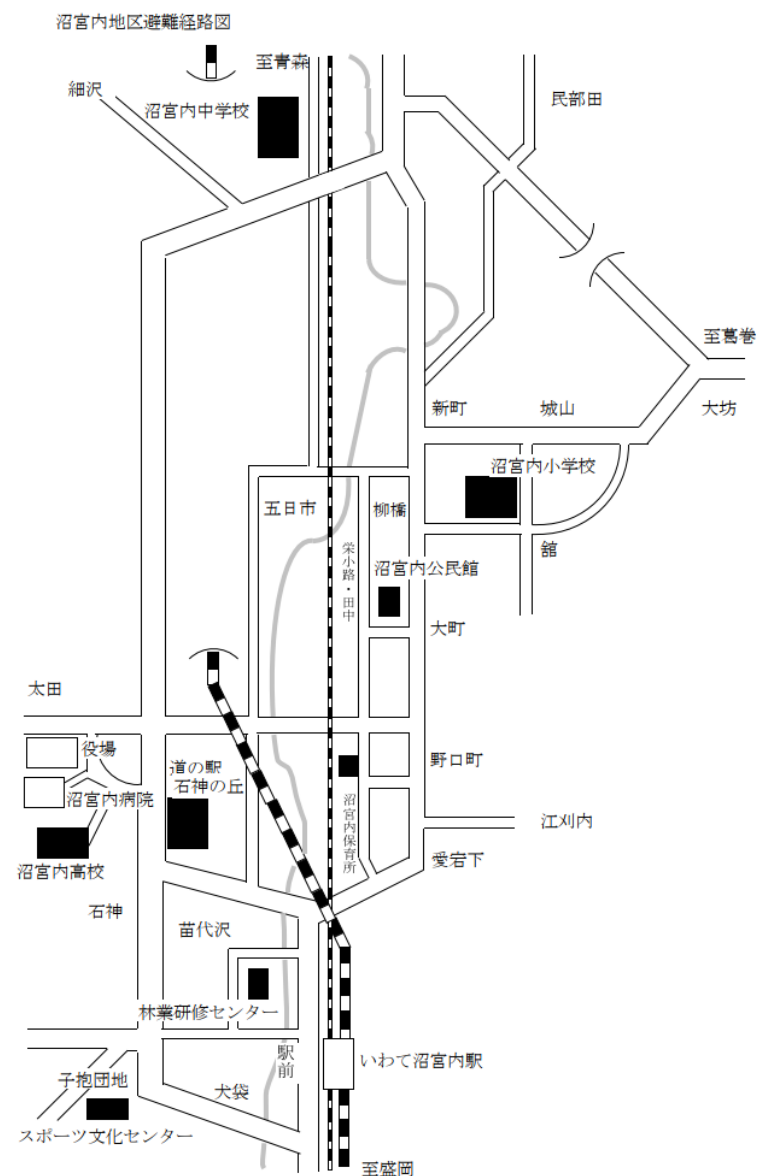 沼宮内地区避難経路図
至青森
細沢
沼宮内中学校
民部田
至葛巻
新町
城山
大坊
沼宮内小学校
五日市
柳橋
栄小路・田中
舘
沼宮内公民館
大町
太田
役場
道の駅
石神の丘
野口町
沼宮内病院
沼宮内保育所
江刈内
沼宮内高校
愛宕下
石神
苗代沢
林業研修センター
駅前
いわて沼宮内駅
子抱団地
犬袋
スポーツ文化センター
至盛岡